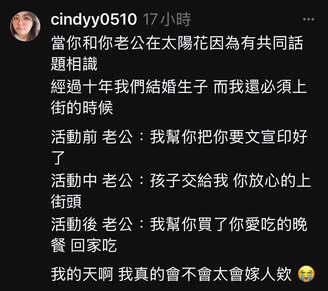 cindyy0510 17小時
當你和你老公在太陽花因為有共同話
題相識
經過十年我們結婚生子 而我還必須上
街的時候
活動前 老公：我幫你把你要文宣印好
了
活動中 老公：孩子交給我 你放心的上
街頭
活動後 老公：我幫你買了你愛吃的晚
餐 回家吃
我的天啊 我真的會不會太會嫁人欸 😭